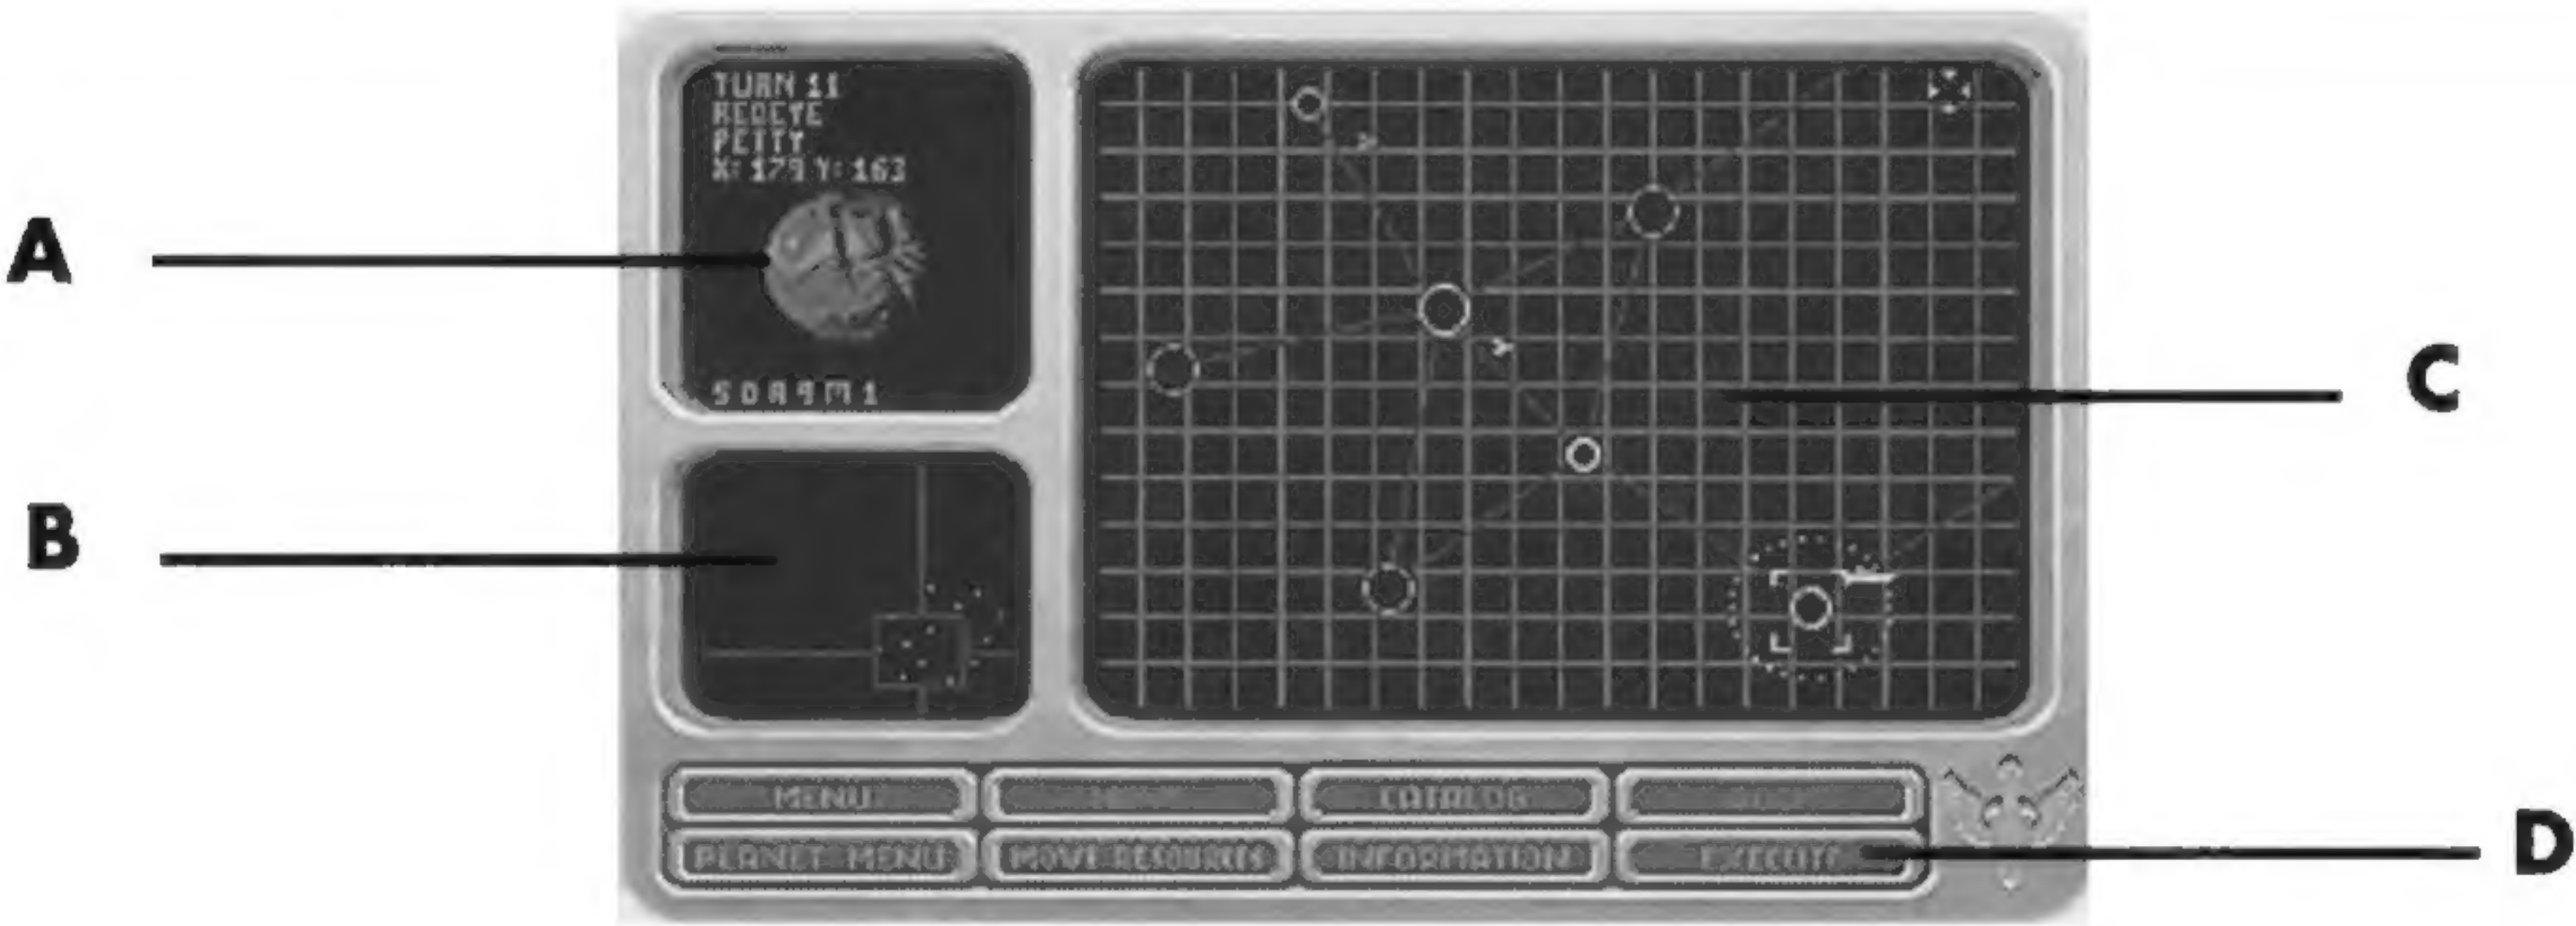 TURN 11
REDEYE
PETTY
X: 179 Y: 163
A
C
B
MENU
CATALOG
PLANET MENU
MOVE RESOURCES
INFORMATION
EXECUTE
D